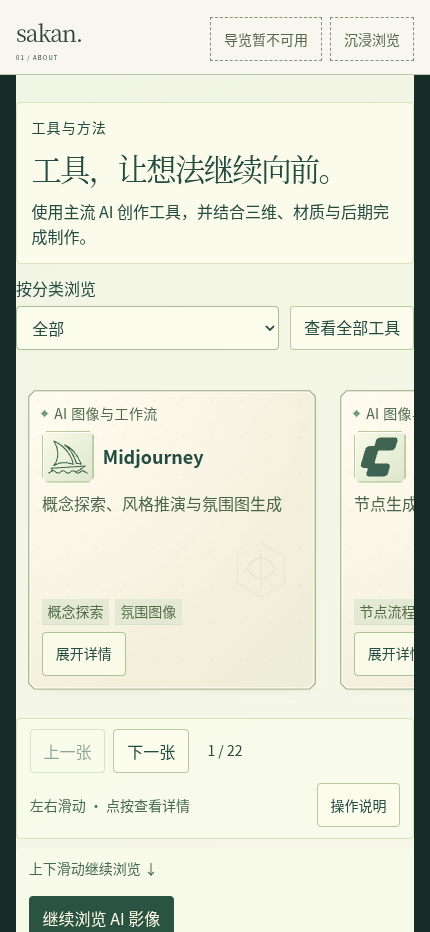 sakan.
01 / ABOUT
导览暂不可用
沉浸浏览
工具与方法
工具，让想法继续向前。
使用主流 AI 创作工具，并结合三维、材质与后期完
成制作。
按分类浏览
全部
查看全部工具
AI 图像与工作流
Midjourney
概念探索、风格推演与氛围图生成
概念探索
氛围图像
展开详情
AI 图像
节点生成
节点流程
展开详情
上一张
下一张
1 / 22
左右滑动 · 点按查看详情
操作说明
上下滑动继续浏览 ↓
继续浏览 AI 影像